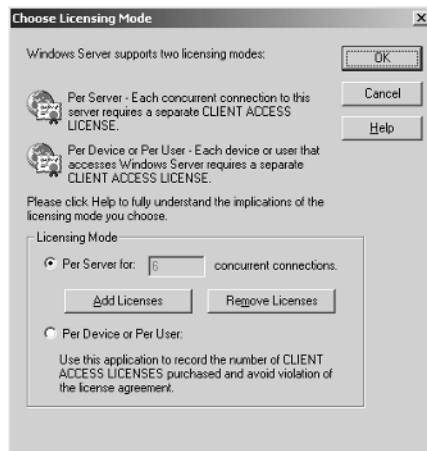 Choose Licensing Mode
Windows Server supports two licensing modes:
OK
Per Server - Each concurrent connection to this
server requires a separate CLIENT ACCESS
LICENSE.
Cancel
Help
Per Device or Per User - Each device or user that
accesses Windows Server requires a separate
CLIENT ACCESS LICENSE.
Please click Help to fully understand the implications of the
licensing mode you choose.
Licensing Mode
Per Server for: 6 concurrent connections.
Add Licenses Remove Licenses
Per Device or Per User:
Use this application to record the number of CLIENT
ACCESS LICENSES purchased and avoid violation of
the license agreement.